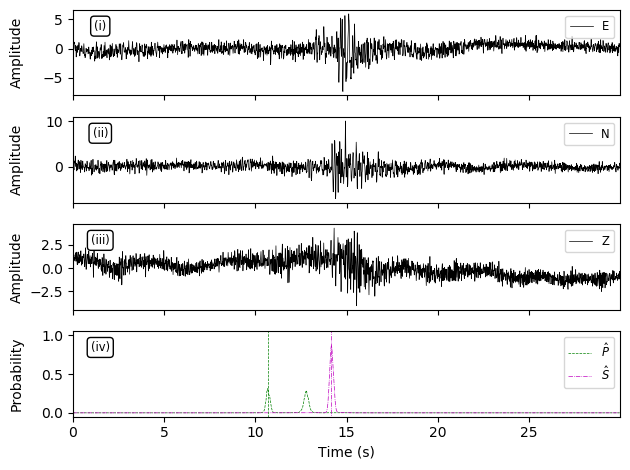 (i)
E
Amplitude
5
0
−5
(ii)
N
Amplitude
10
0
(iii)
Z
Amplitude
2.5
0.0
−2.5
(iv)
P̂
Ŝ
Probability
1.0
0.5
0.0
0 5 10 15 20 25
Time (s)